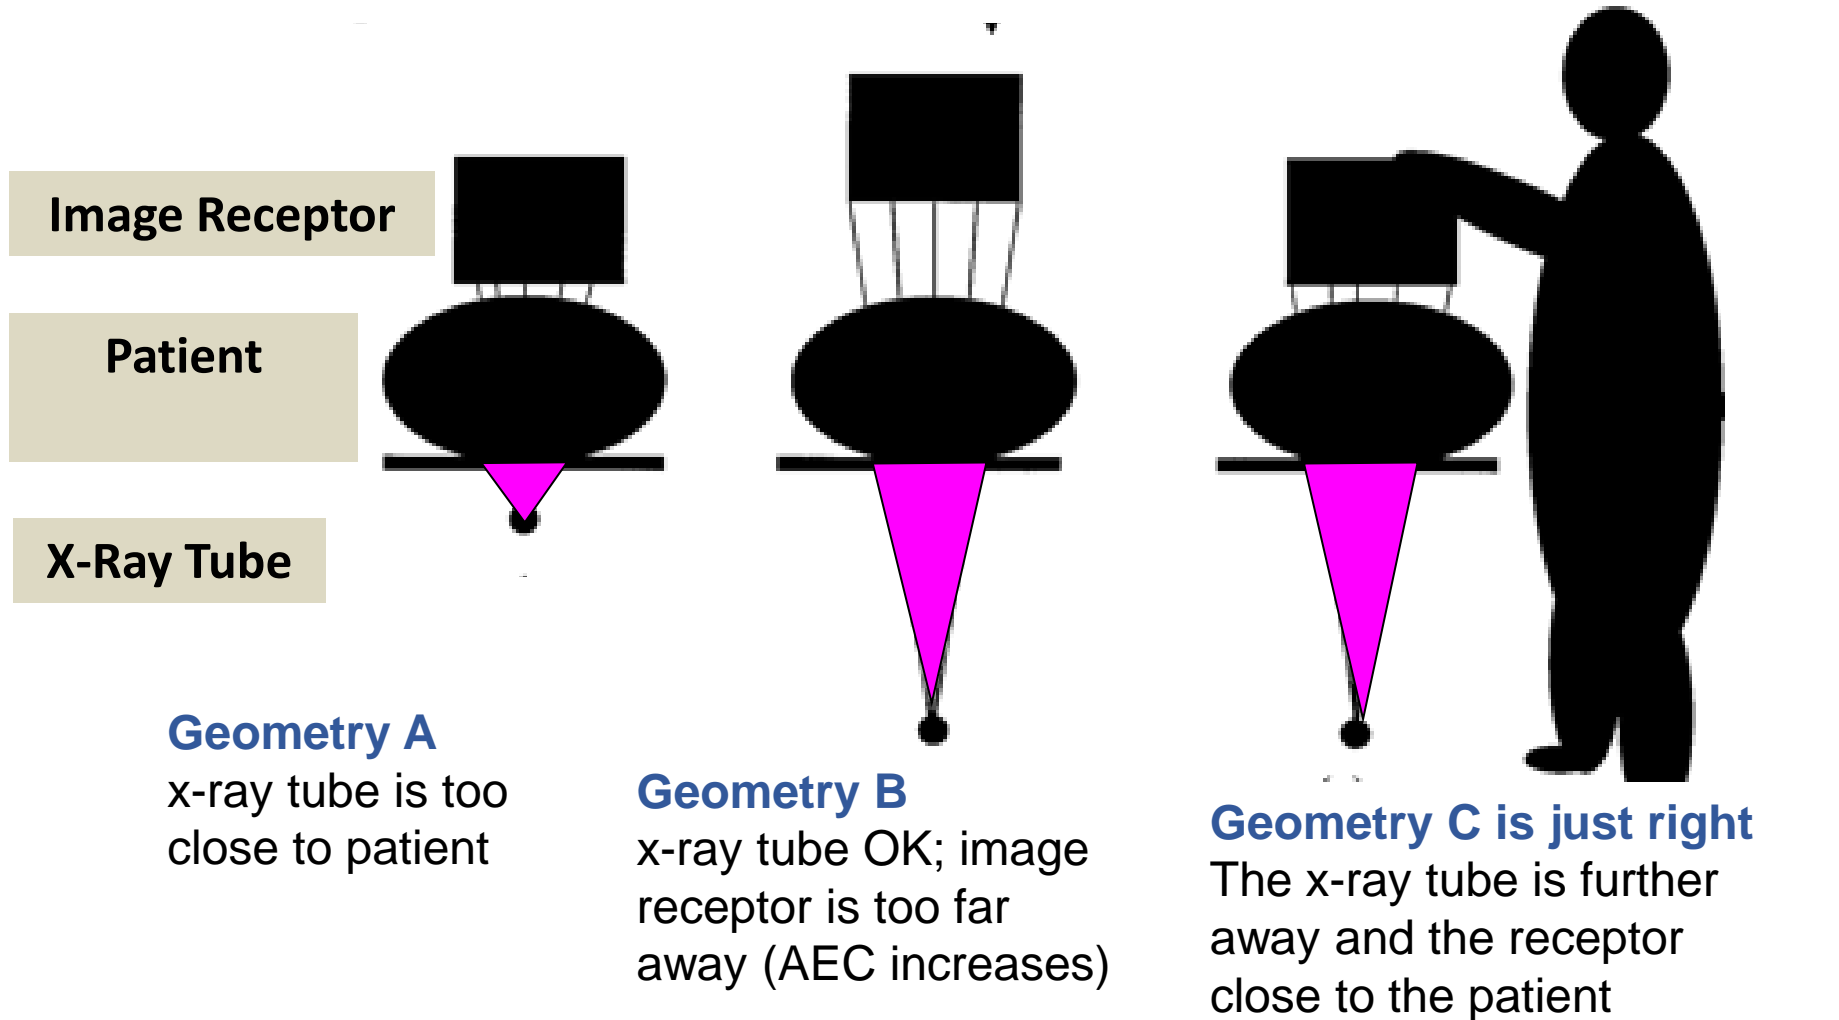 Image Receptor
Patient
X-Ray Tube
Geometry A
x-ray tube is too
close to patient
Geometry B
x-ray tube OK; image
receptor is too far
away (AEC increases)
Geometry C is just right
The x-ray tube is further
away and the receptor
close to the patient